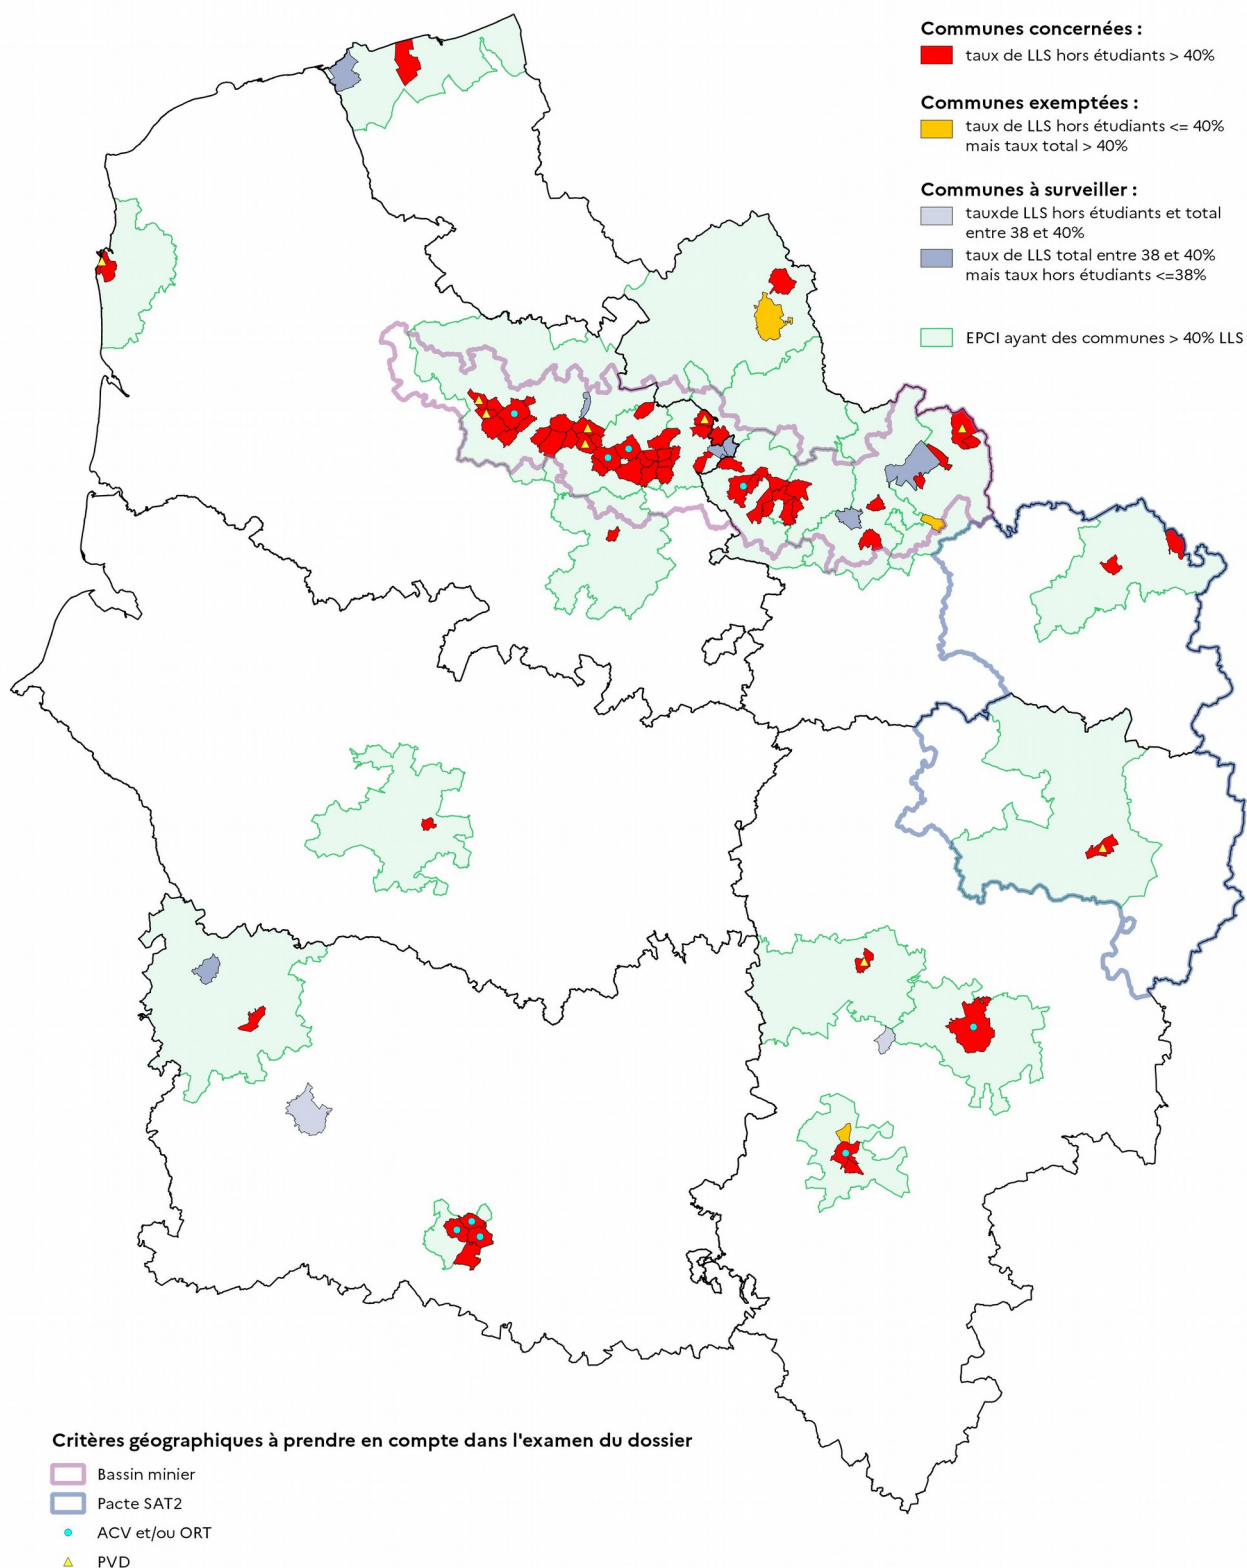 Communes concernées :
taux de LLS hors étudiants > 40%
Communes exemptées :
taux de LLS hors étudiants <= 40%
mais taux total > 40%
Communes à surveiller :
tauxde LLS hors étudiants et total
entre 38 et 40%
taux de LLS total entre 38 et 40%
mais taux hors étudiants <=38%
EPCI ayant des communes > 40% LLS
Critères géographiques à prendre en compte dans l'examen du dossier
Bassin minier
Pacte SAT2
ACV et/ou ORT
PVD